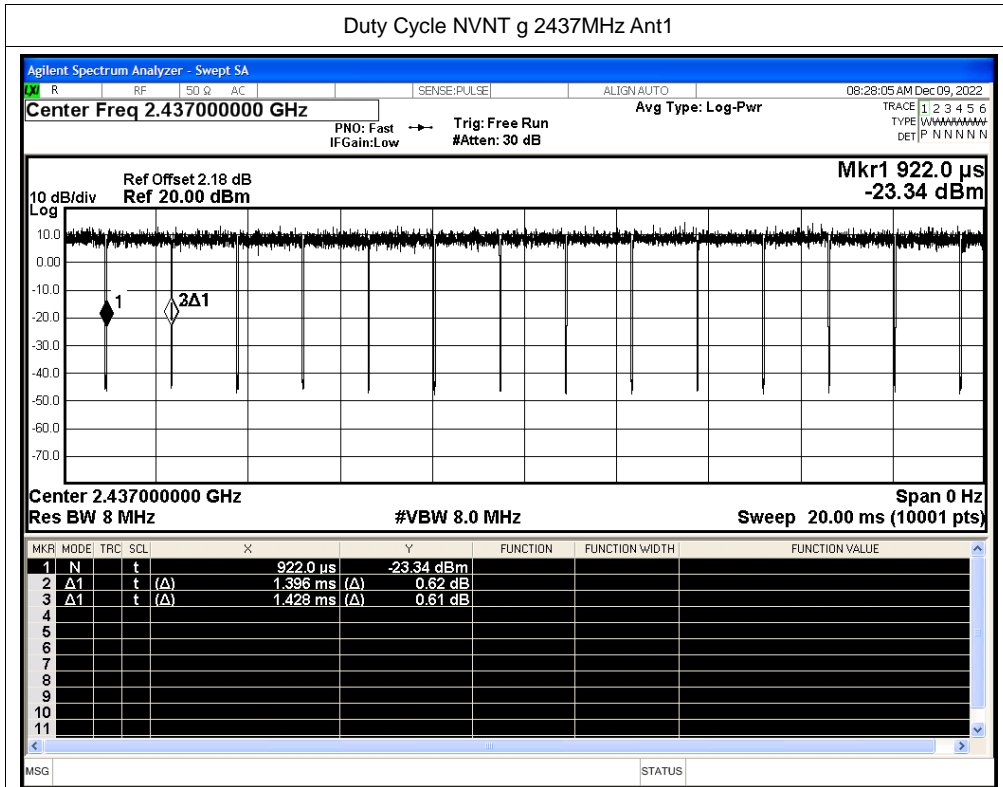 Duty Cycle NVNT g 2437MHz Ant1
Agilent Spectrum Analyzer - Swept SA
LXI R RF 50 Ω AC SENSE:PULSE ALIGN AUTO 08:28:05 AM Dec 09, 2022
Center Freq 2.437000000 GHz Avg Type: Log-Pwr TRACE 1 2 3 4 5 6
PNO: Fast Trig: Free Run TYPE WWWWWW
IFGain:Low #Atten: 30 dB DET P N N N N N
Mkr1 922.0 µs
Ref Offset 2.18 dB
10 dB/div Ref 20.00 dBm -23.34 dBm
Log
10.0
0.00
-10.0
1 3Δ1
-20.0
-30.0
-40.0
-50.0
-60.0
-70.0
Center 2.437000000 GHz Span 0 Hz
Res BW 8 MHz #VBW 8.0 MHz Sweep 20.00 ms (10001 pts)
MKR MODE TRC SCL X Y FUNCTION FUNCTION WIDTH FUNCTION VALUE
1 N t 922.0 µs -23.34 dBm
2 Δ1 t (Δ) 1.396 ms (Δ) 0.62 dB
3 Δ1 t (Δ) 1.428 ms (Δ) 0.61 dB
4
5
6
7
8
9
10
11
MSG STATUS